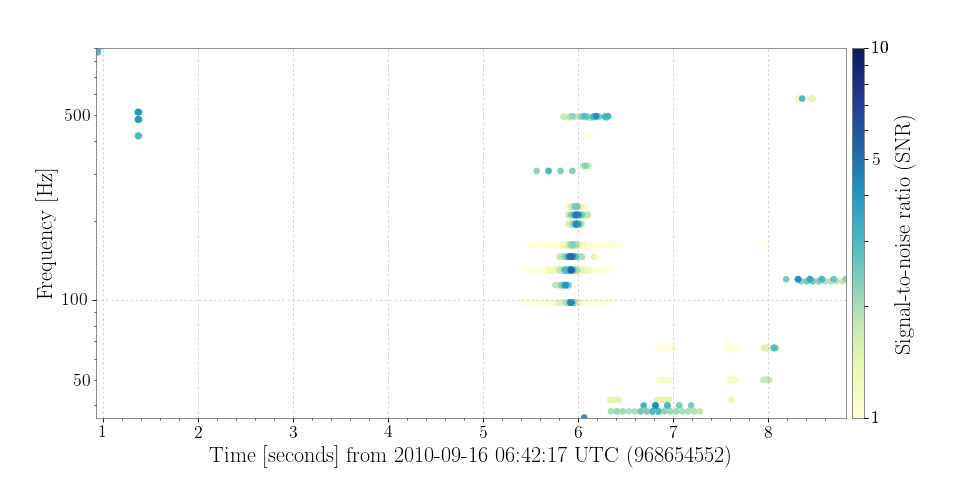 10
500
5
Frequency [Hz]
Signal-to-noise ratio (SNR)
100
50
1
1 2 3 4 5 6 7 8
Time [seconds] from 2010-09-16 06:42:17 UTC (968654552)